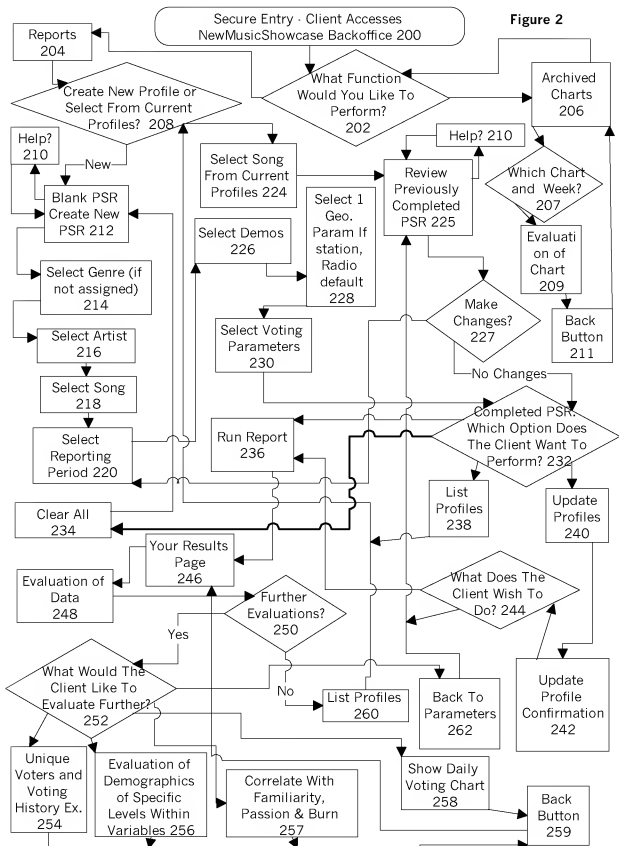 Secure Entry - Client Accesses
NewMusicShowcase Backoffice 200
Figure 2
Reports
204
What Function
Would You Like To
Perform?
202
Archived
Charts
206
Create New Profile or
Select From Current
Profiles? 208
Help?
210
New
Blank PSR
Create New
PSR 212
Select Song
From Current
Profiles 224
Help? 210
Review
Previously
Completed
PSR 225
Which Chart
and Week?
207
Evaluati
on of
Chart
209
Back
Button
211
Select Demos
226
Select 1
Geo.
Param If
station,
Radio
default
228
Select Genre (if
not assigned)
214
Select Artist
216
Select Song
218
Select
Reporting
Period 220
Select Voting
Parameters
230
Make
Changes?
227
No Changes
Completed PSR.
Which Option Does
The Client Want To
Perform? 232
Run Report
236
List
Profiles
238
Update
Profiles
240
Clear All
234
Your Results
Page
246
Evaluation of
Data
248
Further
Evaluations?
250
What Does The
Client Wish To
Do? 244
Yes
No
What Would The
Client Like To
Evaluate Further?
252
List Profiles
260
Back To
Parameters
262
Update
Profile
Confirmation
242
Unique
Voters and
Voting
History Ex.
254
Evaluation of
Demographics
of Specific
Levels Within
Variables 256
Correlate With
Familiarity,
Passion & Burn
257
Show Daily
Voting Chart
258
Back
Button
259